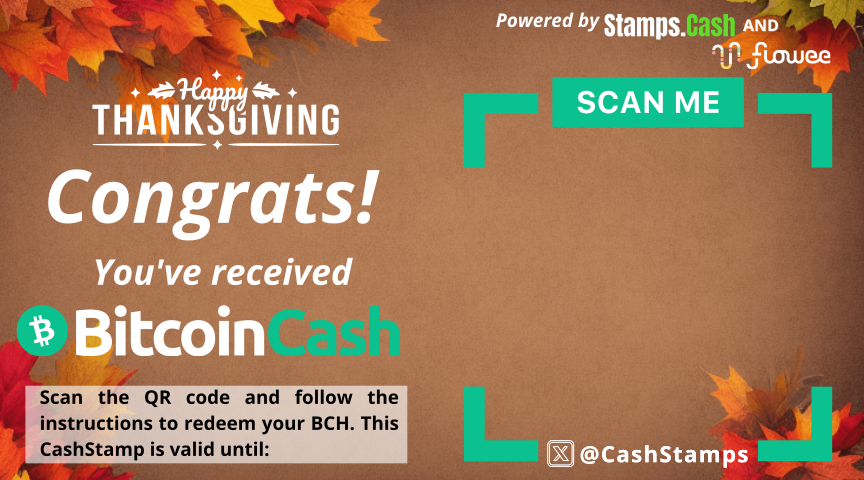 Powered by Stamps.Cash AND
flowee
Happy
THANKSGIVING
SCAN ME
Congrats!
You've received
BitcoinCash
Scan the QR code and follow the
instructions to redeem your BCH. This
CashStamp is valid until:
@CashStamps